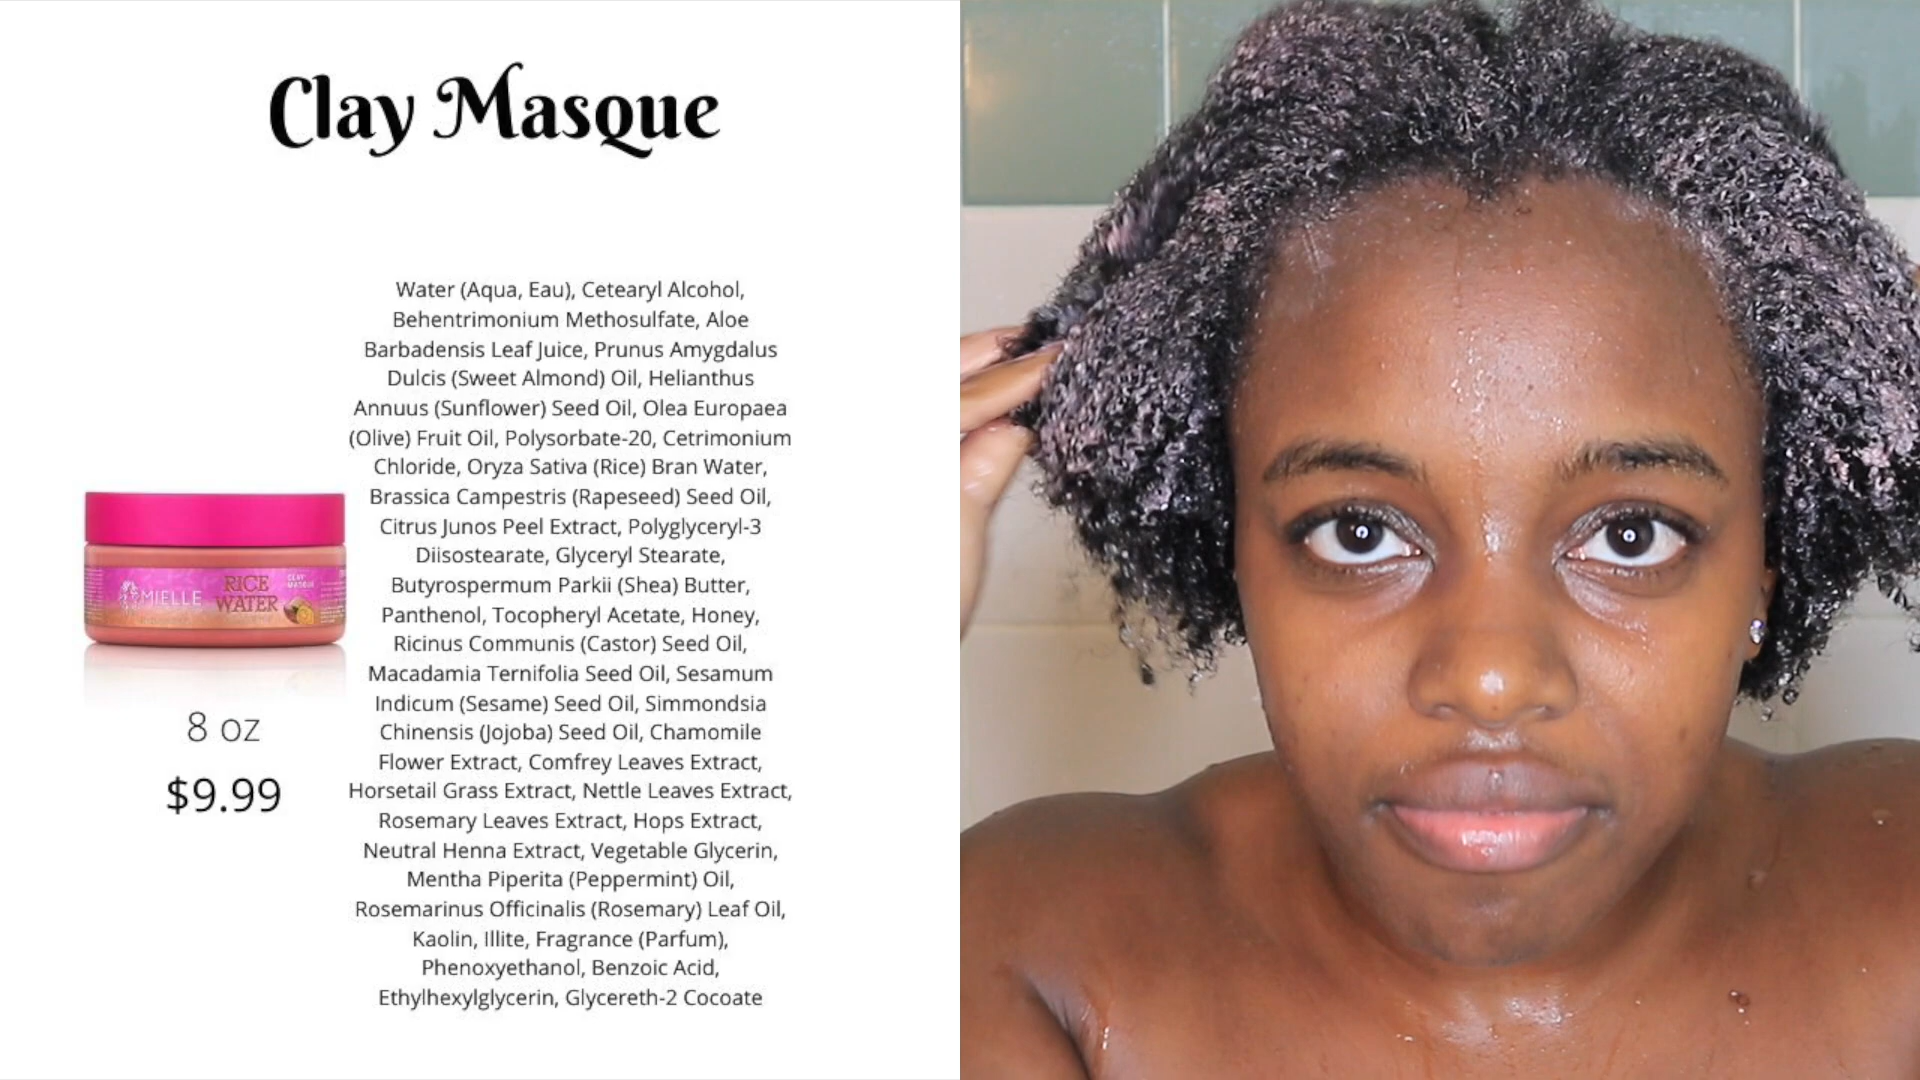 Clay Masque
Water (Aqua, Eau), Cetearyl Alcohol,
Behentrimonium Methosulfate, Aloe
Barbadensis Leaf Juice, Prunus Amygdalus
Dulcis (Sweet Almond) Oil, Helianthus
Annuus (Sunflower) Seed Oil, Olea Europaea
(Olive) Fruit Oil, Polysorbate-20, Cetrimonium
Chloride, Oryza Sativa (Rice) Bran Water,
Brassica Campestris (Rapeseed) Seed Oil,
Citrus Junos Peel Extract, Polyglyceryl-3
Diisostearate, Glyceryl Stearate,
Butyrospermum Parkii (Shea) Butter,
Panthenol, Tocopheryl Acetate, Honey,
Ricinus Communis (Castor) Seed Oil,
Macadamia Ternifolia Seed Oil, Sesamum
Indicum (Sesame) Seed Oil, Simmondsia
Chinensis (Jojoba) Seed Oil, Chamomile
Flower Extract, Comfrey Leaves Extract,
Horsetail Grass Extract, Nettle Leaves Extract,
Rosemary Leaves Extract, Hops Extract,
Neutral Henna Extract, Vegetable Glycerin,
Mentha Piperita (Peppermint) Oil,
Rosemarinus Officinalis (Rosemary) Leaf Oil,
Kaolin, Illite, Fragrance (Parfum),
Phenoxyethanol, Benzoic Acid,
Ethylhexylglycerin, Glycereth-2 Cocoate
MIELLE
RICE
WATER
CLAY
MASQUE
8 oz
$9.99